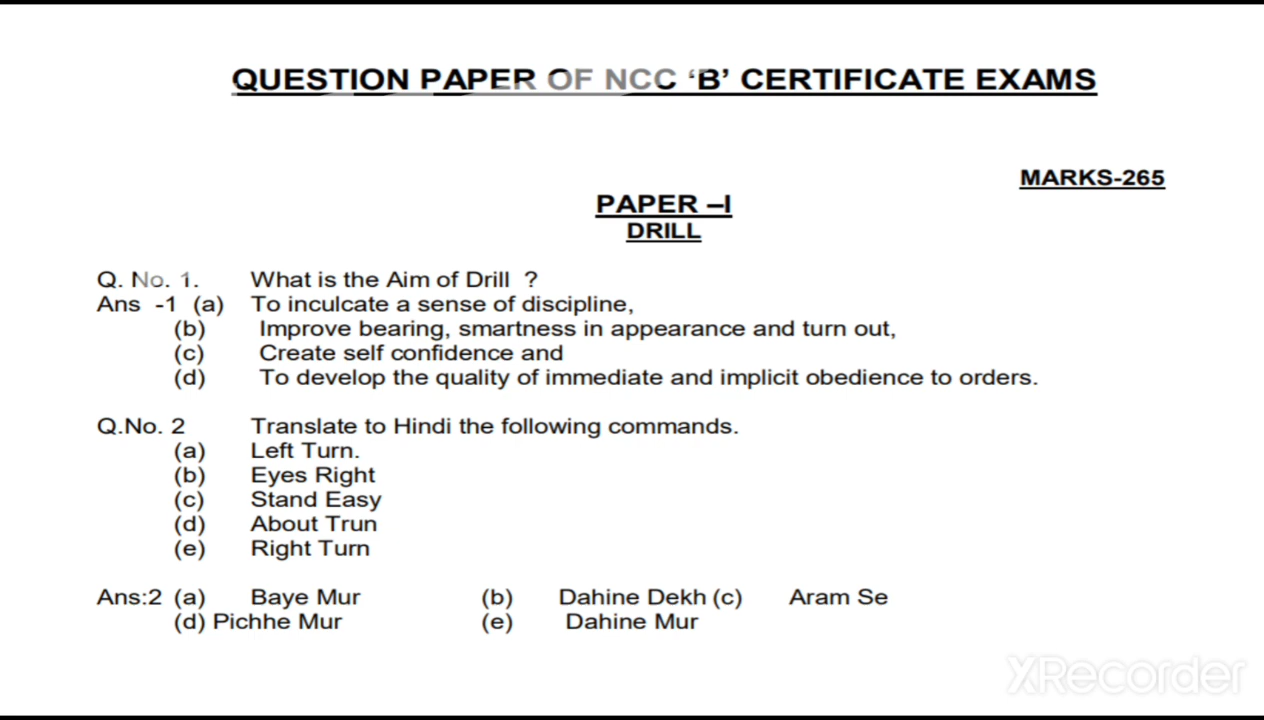 QUESTION PAPER OF NCC ‘B’ CERTIFICATE EXAMS
MARKS-265
PAPER –I
DRILL
Q. No. 1. What is the Aim of Drill ?
Ans -1 (a) To inculcate a sense of discipline,
(b) Improve bearing, smartness in appearance and turn out,
(c) Create self confidence and
(d) To develop the quality of immediate and implicit obedience to orders.
Q.No. 2 Translate to Hindi the following commands.
(a) Left Turn.
(b) Eyes Right
(c) Stand Easy
(d) About Trun
(e) Right Turn
Ans:2 (a) Baye Mur (b) Dahine Dekh (c) Aram Se
(d) Pichhe Mur (e) Dahine Mur
XRecorder